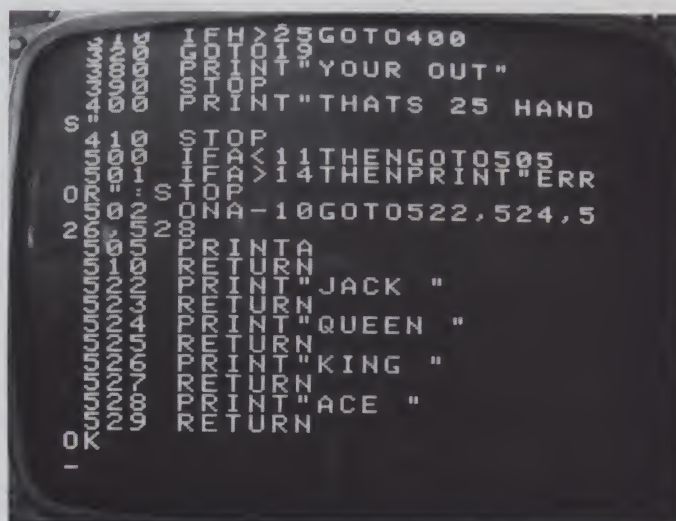 IFH>25GOTO400
320 GOTO19
380 PRINT"YOUR OUT"
390 STOP
400 PRINT"THATS 25 HAND
S"
410 STOP
500 IFA<11THENGOTO505
501 IFA>14THENPRINT"ERR
OR":STOP
502 ONA-10GOTO522,524,5
26,528
505 PRINTA
510 RETURN
522 PRINT"JACK "
523 RETURN
524 PRINT"QUEEN "
525 RETURN
526 PRINT"KING "
527 RETURN
528 PRINT"ACE "
529 RETURN
OK
_